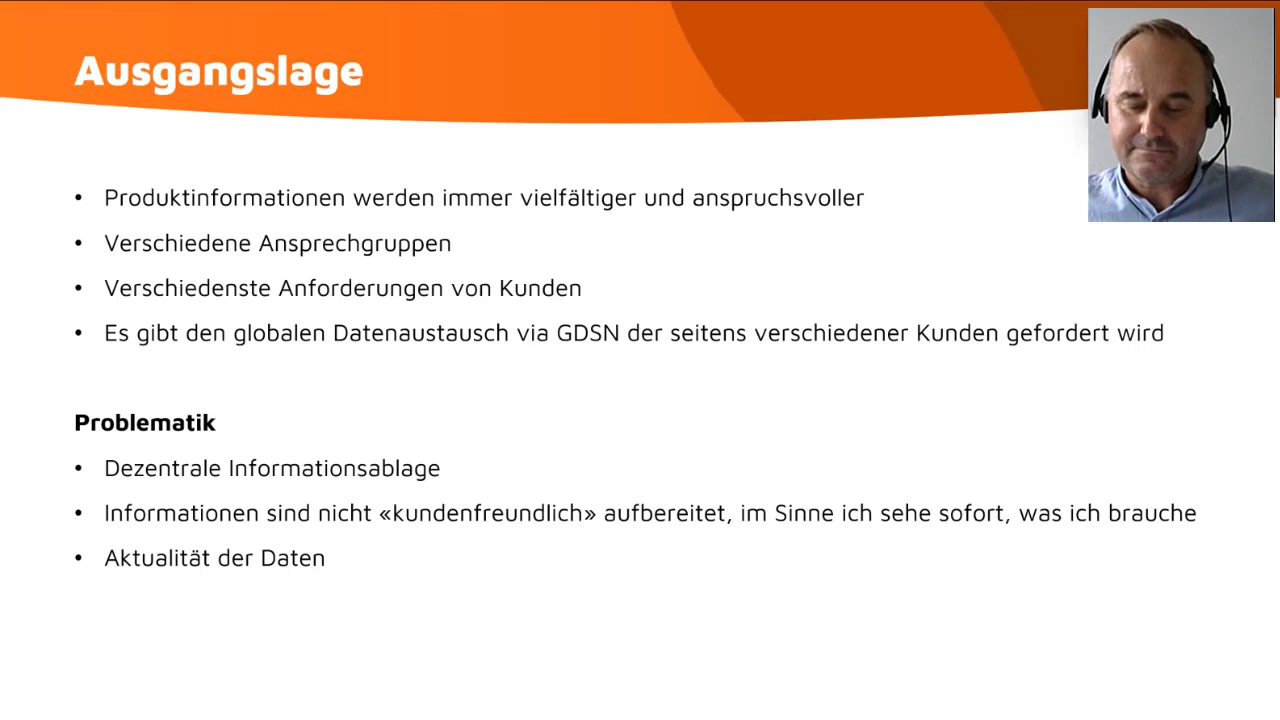 Ausgangslage
• Produktinformationen werden immer vielfältiger und anspruchsvoller
• Verschiedene Ansprechgruppen
• Verschiedenste Anforderungen von Kunden
• Es gibt den globalen Datenaustausch via GDSN der seitens verschiedener Kunden gefordert wird
Problematik
• Dezentrale Informationsablage
• Informationen sind nicht «kundenfreundlich» aufbereitet, im Sinne ich sehe sofort, was ich brauche
• Aktualität der Daten